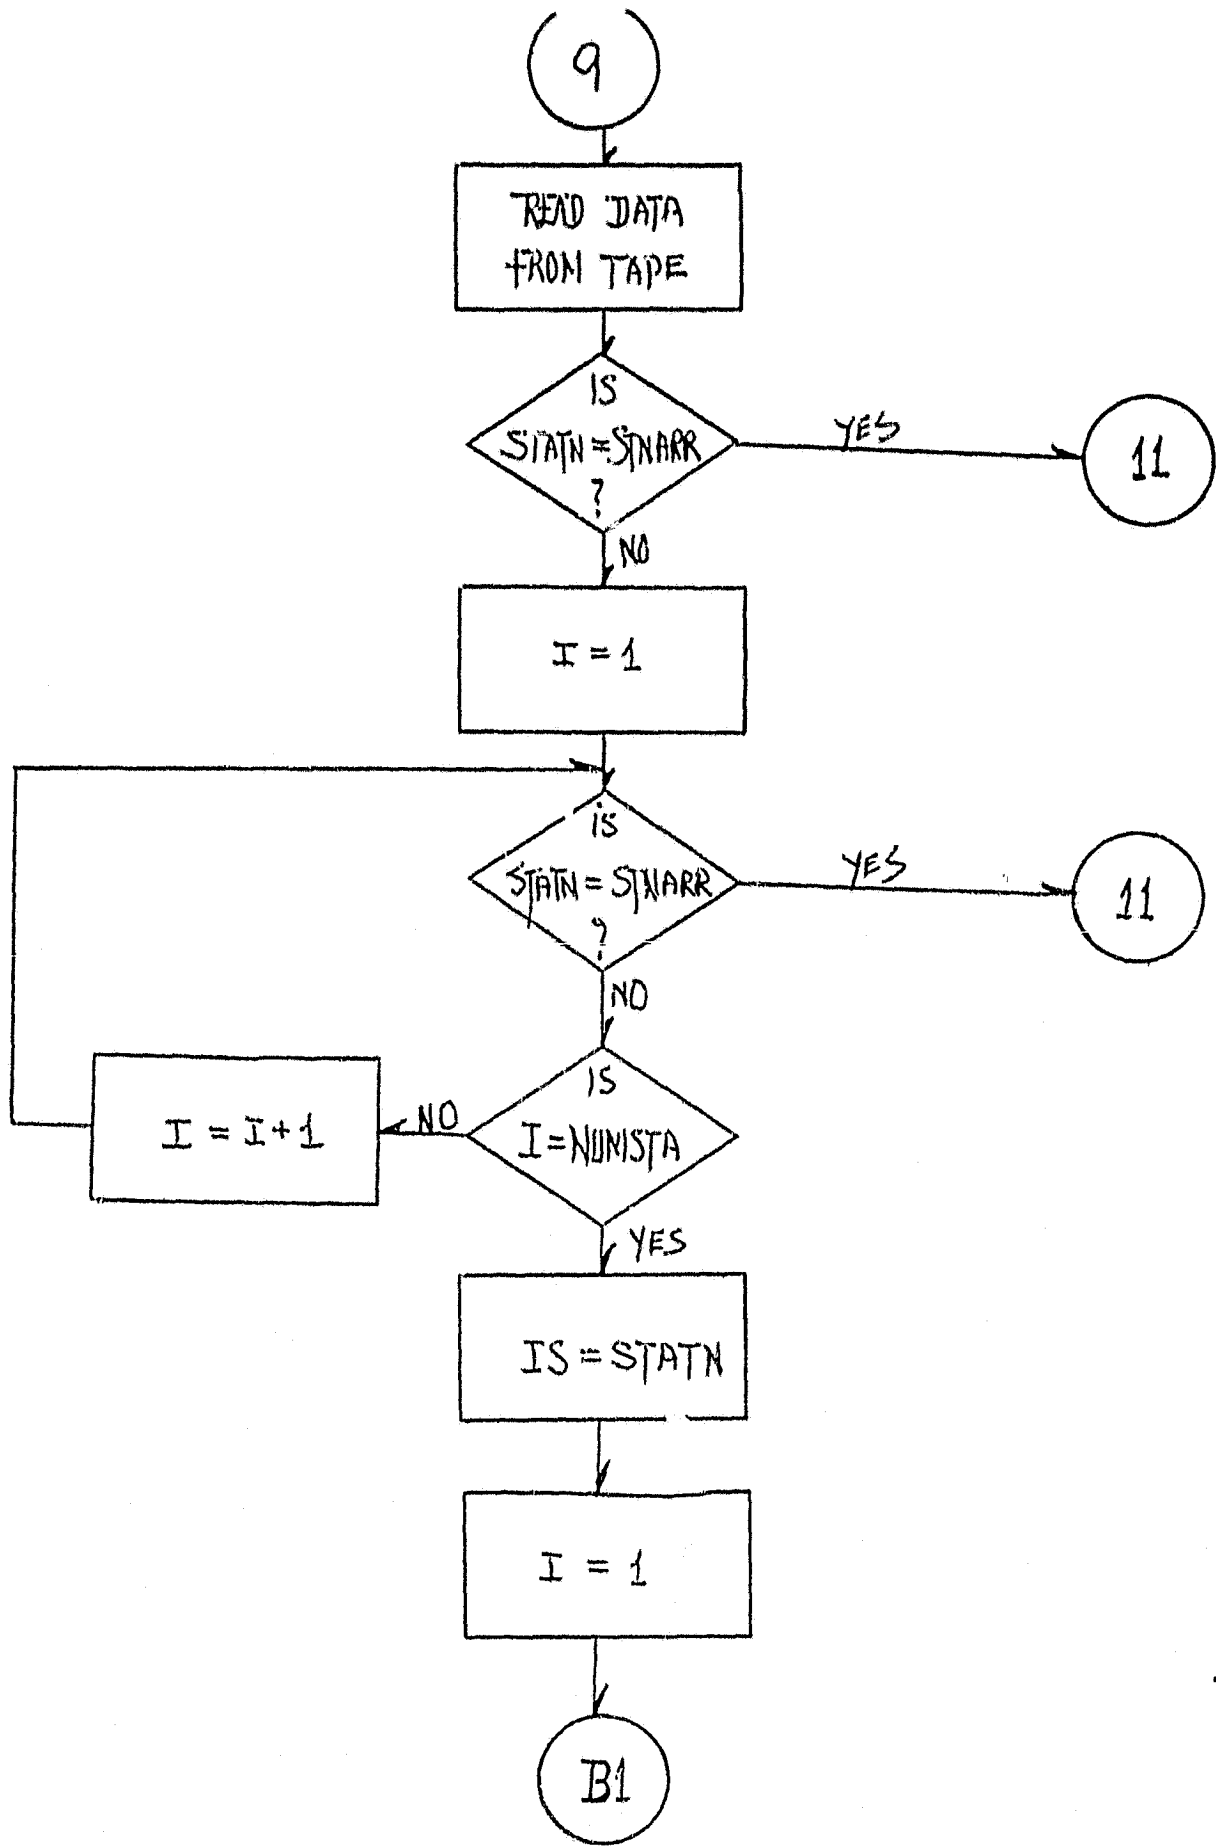 9
READ DATA
FROM TAPE
IS
STATN = STNARR
?
YES
11
NO
I = 1
IS
STATN = STNARR
?
YES
11
NO
IS
I = NUMSTA
NO
I = I + 1
YES
IS = STATN
I = 1
B1